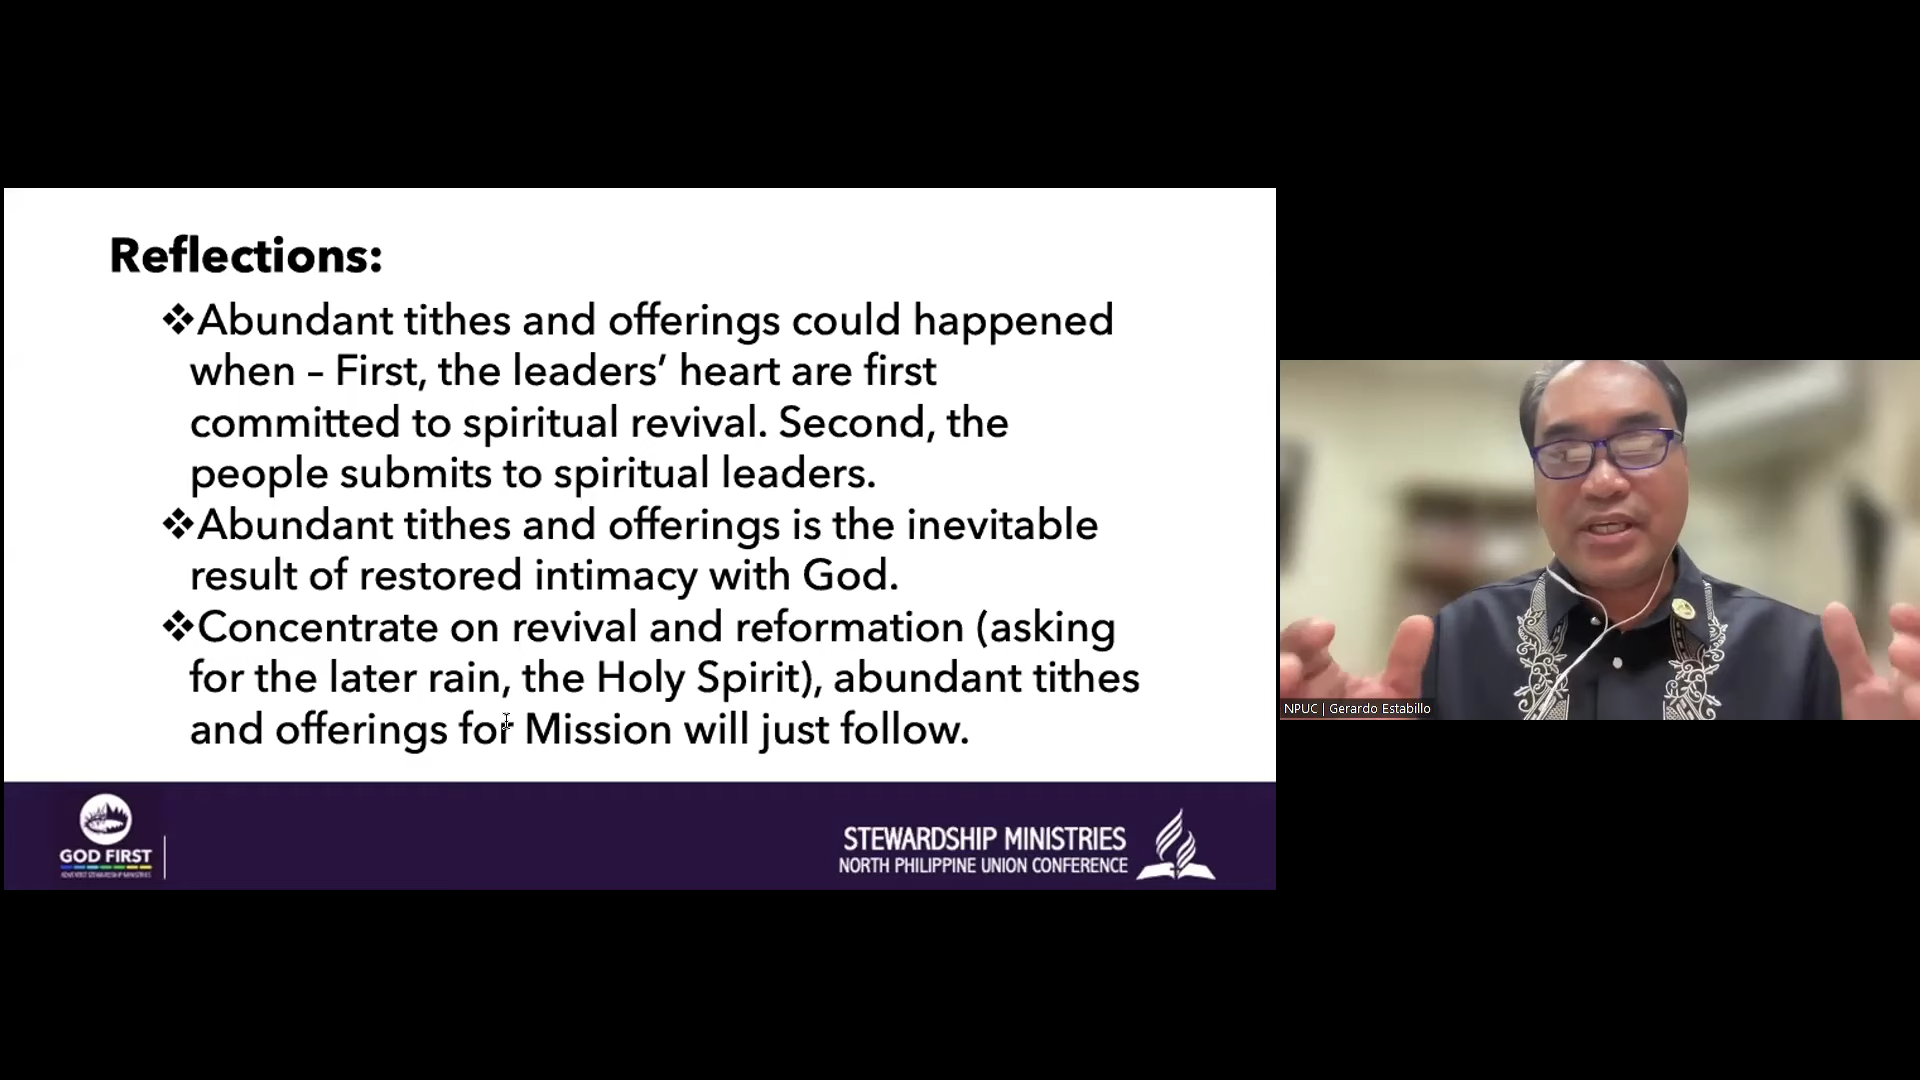 Reflections:
❖Abundant tithes and offerings could happened
when – First, the leaders’ heart are first
committed to spiritual revival. Second, the
people submits to spiritual leaders.
❖Abundant tithes and offerings is the inevitable
result of restored intimacy with God.
❖Concentrate on revival and reformation (asking
for the later rain, the Holy Spirit), abundant tithes
and offerings for Mission will just follow.
GOD FIRST
STEWARDSHIP MINISTRIES
NORTH PHILIPPINE UNION CONFERENCE
NPUC | Gerardo Estabillo